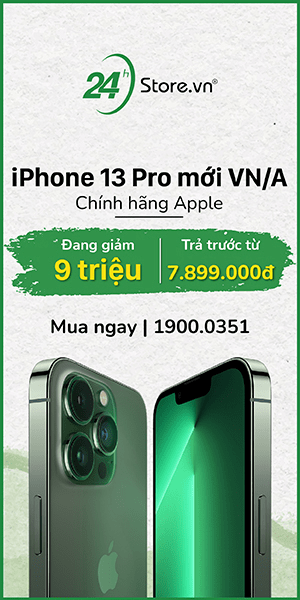 24h Store.vn®
iPhone 13 Pro mới VN/A
Chính hãng Apple
Đang giảm
9 triệu
Trả trước từ
7.899.000đ
Mua ngay | 1900.0351